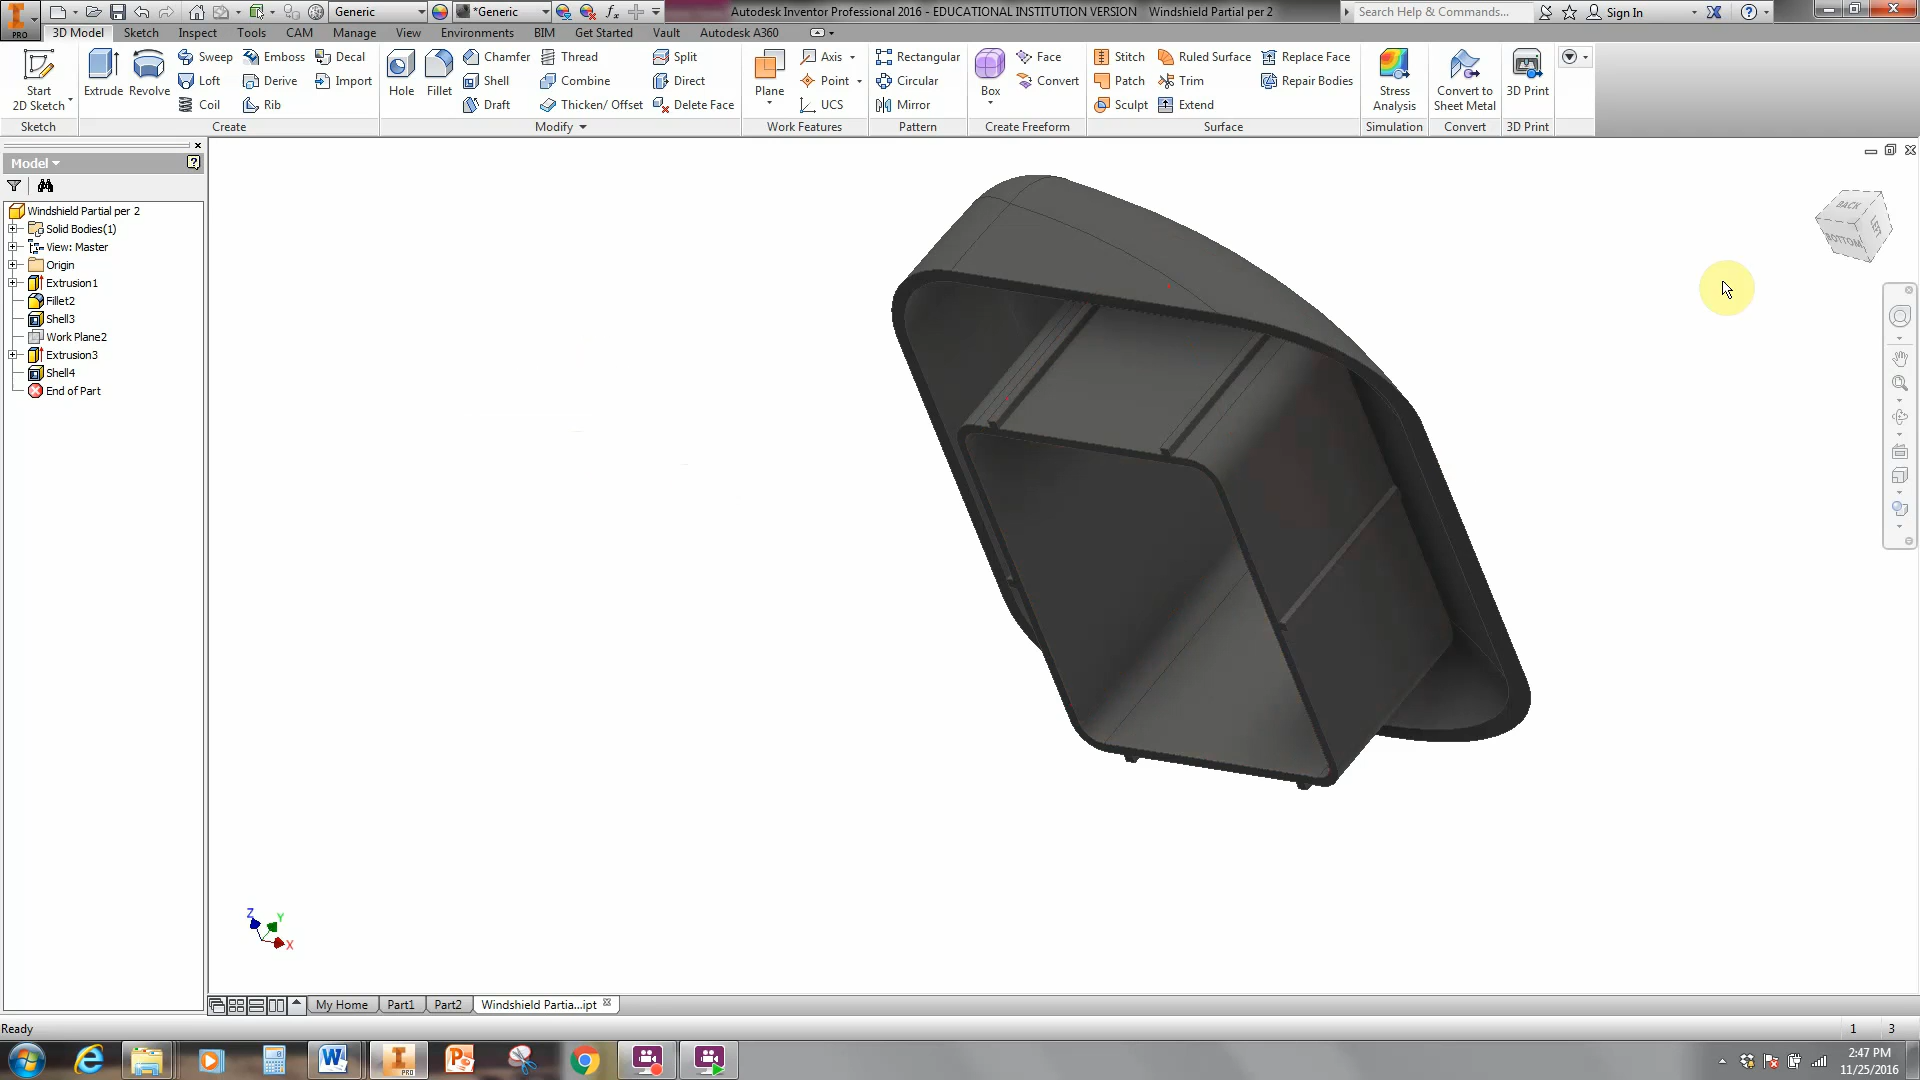 Generic
*Generic
Autodesk Inventor Professional 2016 - EDUCATIONAL INSTITUTION VERSION Windshield Partial per 2
Search Help & Commands...
Sign In
PRO
3D Model Sketch Inspect Tools CAM Manage View Environments BIM Get Started Vault Autodesk A360
Start
2D Sketch
Extrude
Revolve
Sweep
Emboss
Decal
Loft
Derive
Import
Coil
Rib
Hole
Fillet
Chamfer
Thread
Split
Shell
Combine
Direct
Draft
Thicken/ Offset
Delete Face
Plane
Axis
Point
UCS
Rectangular
Circular
Mirror
Box
Face
Convert
Stitch
Ruled Surface
Replace Face
Patch
Trim
Repair Bodies
Sculpt
Extend
Stress
Analysis
Convert to
Sheet Metal
3D Print
Sketch
Create
Modify
Work Features
Pattern
Create Freeform
Surface
Simulation
Convert
3D Print
Model
Windshield Partial per 2
Solid Bodies(1)
View: Master
Origin
Extrusion1
Fillet2
Shell3
Work Plane2
Extrusion3
Shell4
End of Part
BACK
BOTTOM
Z
Y
X
My Home
Part1
Part2
Windshield Partia...ipt
Ready
1 3
PRO
2:47 PM
11/25/2016